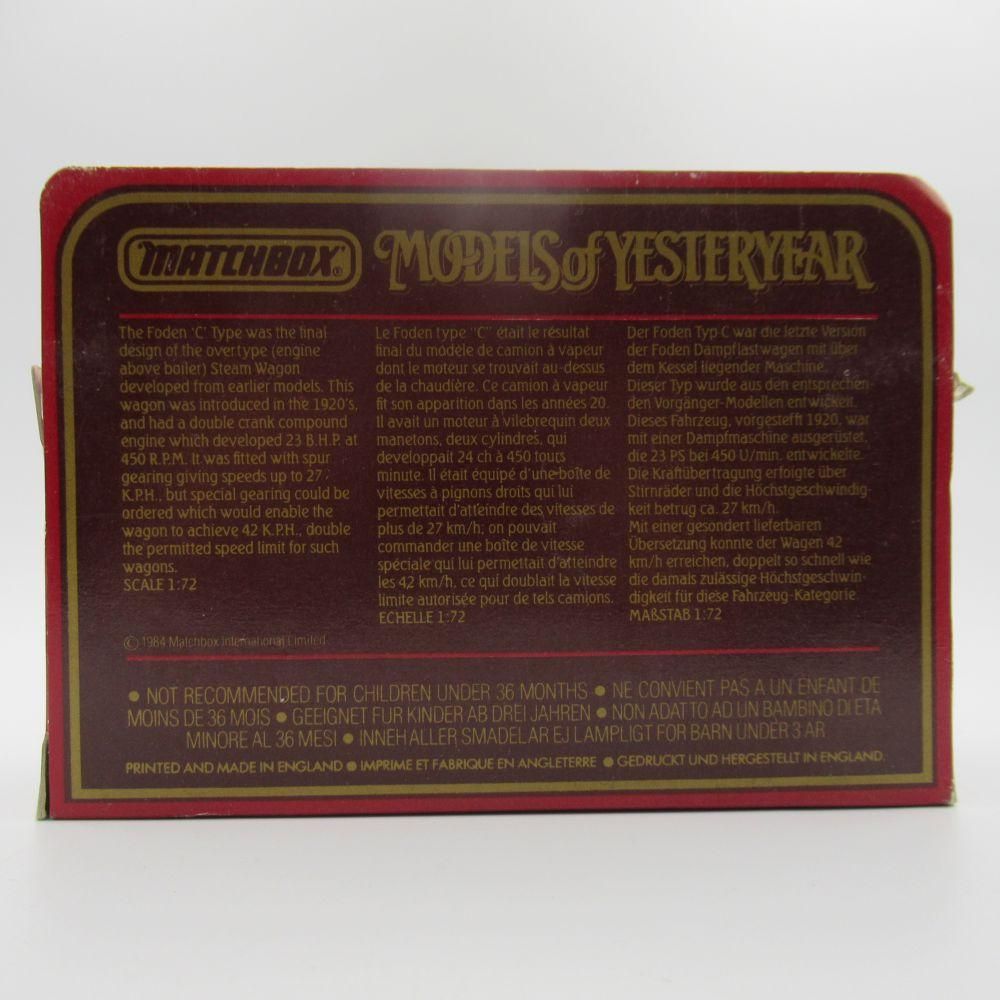 MATCHBOX ®
MODELS of YESTERYEAR
The Foden 'C' Type was the final
design of the overtype (engine
above boiler) Steam Wagon
developed from earlier models. This
wagon was introduced in the 1920's,
and had a double crank compound
engine which developed 23 B.H.P. at
450 R.P.M. It was fitted with spur
gearing giving speeds up to 27
K.P.H., but special gearing could be
ordered which would enable the
wagon to achieve 42 K.P.H., double
the permitted speed limit for such
wagons.
SCALE 1:72
© 1984 Matchbox International Limited
Le Foden type "C" était le résultat
final du modèle de camion à vapeur
dont le moteur se trouvait au-dessus
de la chaudière. Ce camion à vapeur
fit son apparition dans les années 20.
Il avait un moteur à vilebrequin deux
manetons, deux cylindres, qui
developpait 24 ch à 450 tours
minute. Il était équipé d'une boîte de
vitesses à pignons droits qui lui
permettait d'atteindre des vitesses de
plus de 27 km/h; on pouvait
commander une boîte de vitesse
spéciale qui lui permettait d'atteindre
les 42 km/h, ce qui doublait la vitesse
limite autorisée pour de tels camions.
ECHELLE 1:72
Der Foden Typ C war die letzte Version
der Foden Dampflastwagen mit über
dem Kessel liegender Maschine.
Dieser Typ wurde aus den entsprechen-
den Vorgänger-Modellen entwickelt.
Dieses Fahrzeug, vorgestefft 1920, war
mit einer Dampfmaschine ausgerüstet,
die 23 PS bei 450 U/min. entwickelte.
Die Kraftübertragung erfolgte über
Stirnräder und die Höchstgeschwindig-
keit betrug ca. 27 km/h.
Mit einer gesondert lieferbaren
Übersetzung konnte der Wagen 42
km/h erreichen, doppelt so schnell wie
die damals zulässige Höchstgeschwin-
digkeit für diese Fahrzeug-Kategorie.
MAßSTAB 1:72
● NOT RECOMMENDED FOR CHILDREN UNDER 36 MONTHS ● NE CONVIENT PAS A UN ENFANT DE
MOINS DE 36 MOIS ● GEEIGNET FUR KINDER AB DREI JAHREN ● NON ADATTO AD UN BAMBINO DI ETA
MINORE AL 36 MESI ● INNEHALLER SMADELAR EJ LAMPLIGT FOR BARN UNDER 3 AR
PRINTED AND MADE IN ENGLAND ● IMPRIME ET FABRIQUE EN ANGLETERRE ● GEDRUCKT UND HERGESTELLT IN ENGLAND.